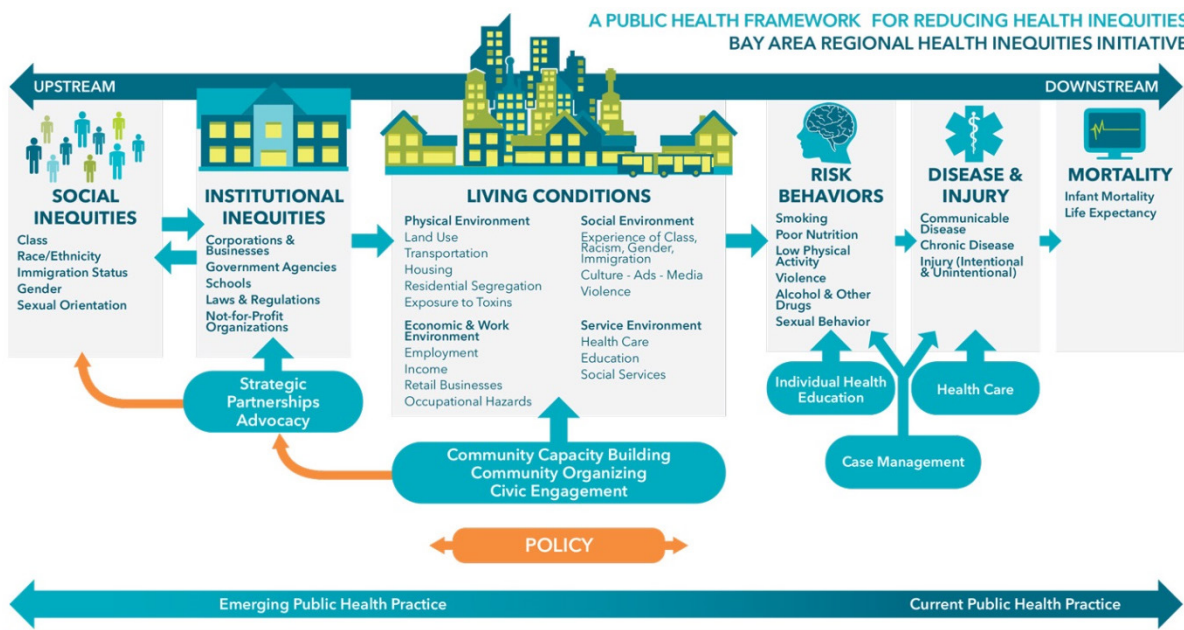 A PUBLIC HEALTH FRAMEWORK FOR REDUCING HEALTH INEQUITIES
BAY AREA REGIONAL HEALTH INEQUITIES INITIATIVE
UPSTREAM
DOWNSTREAM
SOCIAL
INEQUITIES
Class
Race/Ethnicity
Immigration Status
Gender
Sexual Orientation
INSTITUTIONAL
INEQUITIES
Corporations &
Businesses
Government Agencies
Schools
Laws & Regulations
Not-for-Profit
Organizations
LIVING CONDITIONS
Physical Environment
Land Use
Transportation
Housing
Residential Segregation
Exposure to Toxins
Economic & Work
Environment
Employment
Income
Retail Businesses
Occupational Hazards
Social Environment
Experience of Class,
Racism, Gender,
Immigration
Culture - Ads - Media
Violence
Service Environment
Health Care
Education
Social Services
RISK
BEHAVIORS
Smoking
Poor Nutrition
Low Physical
Activity
Violence
Alcohol & Other
Drugs
Sexual Behavior
DISEASE &
INJURY
Communicable
Disease
Chronic Disease
Injury (Intentional
& Unintentional)
MORTALITY
Infant Mortality
Life Expectancy
Strategic
Partnerships
Advocacy
Community Capacity Building
Community Organizing
Civic Engagement
Individual Health
Education
Health Care
Case Management
POLICY
Emerging Public Health Practice
Current Public Health Practice